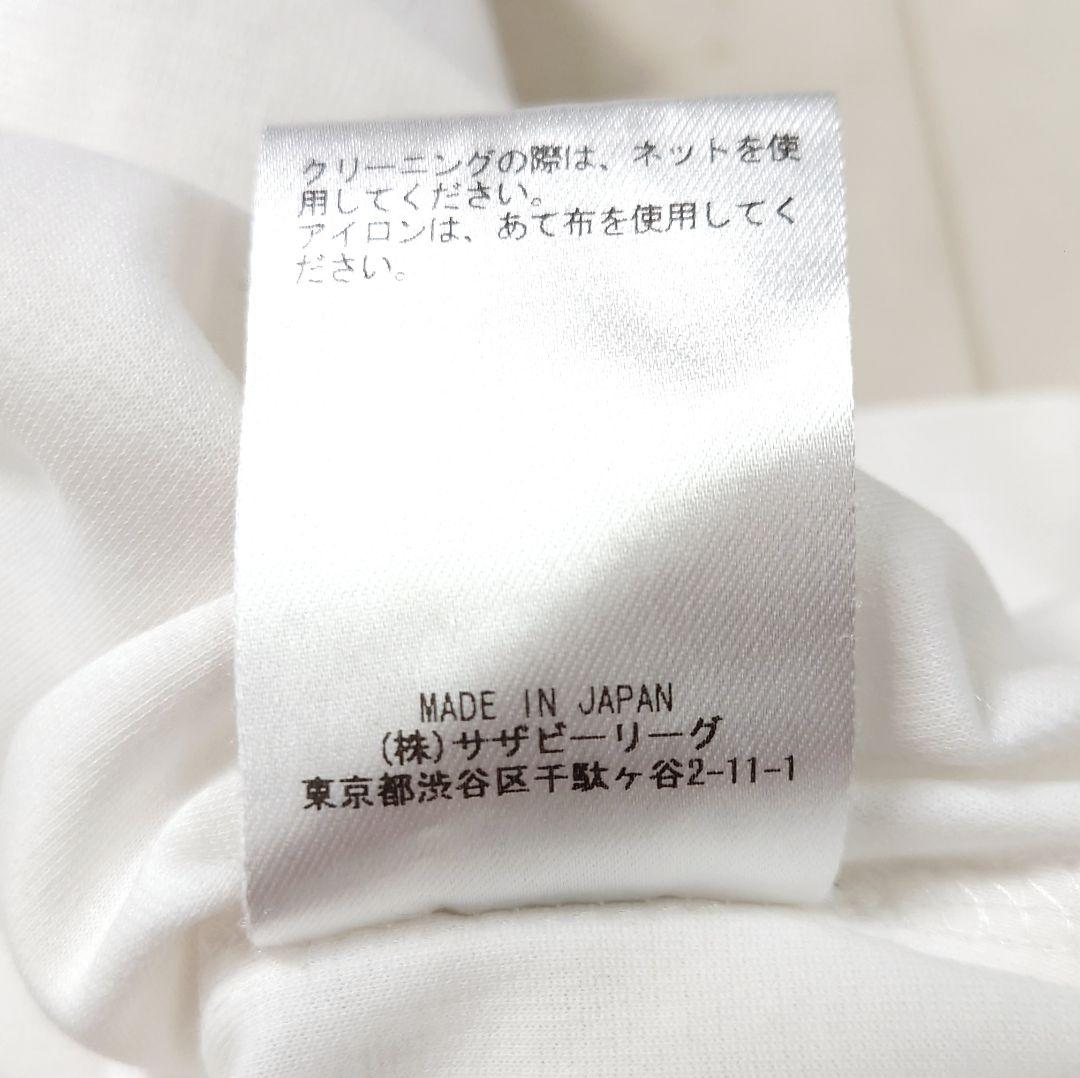 クリーニングの際は、ネットを使
用してください。
アイロンは、あて布を使用してく
ださい。
MADE IN JAPAN
(株)サザビーリーグ
東京都渋谷区千駄ヶ谷2-11-1